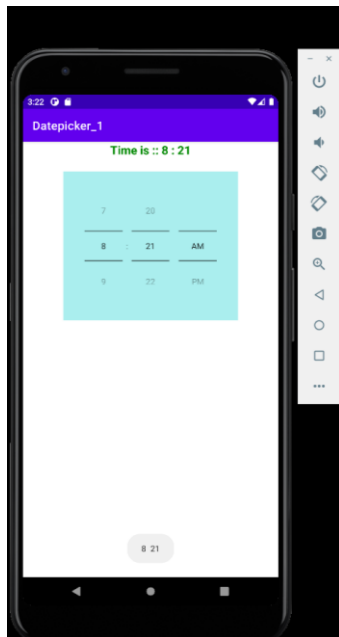 3:22
Datepicker_1
Time is :: 8 : 21
7 20
8 : 21 AM
9 22 PM
8 21